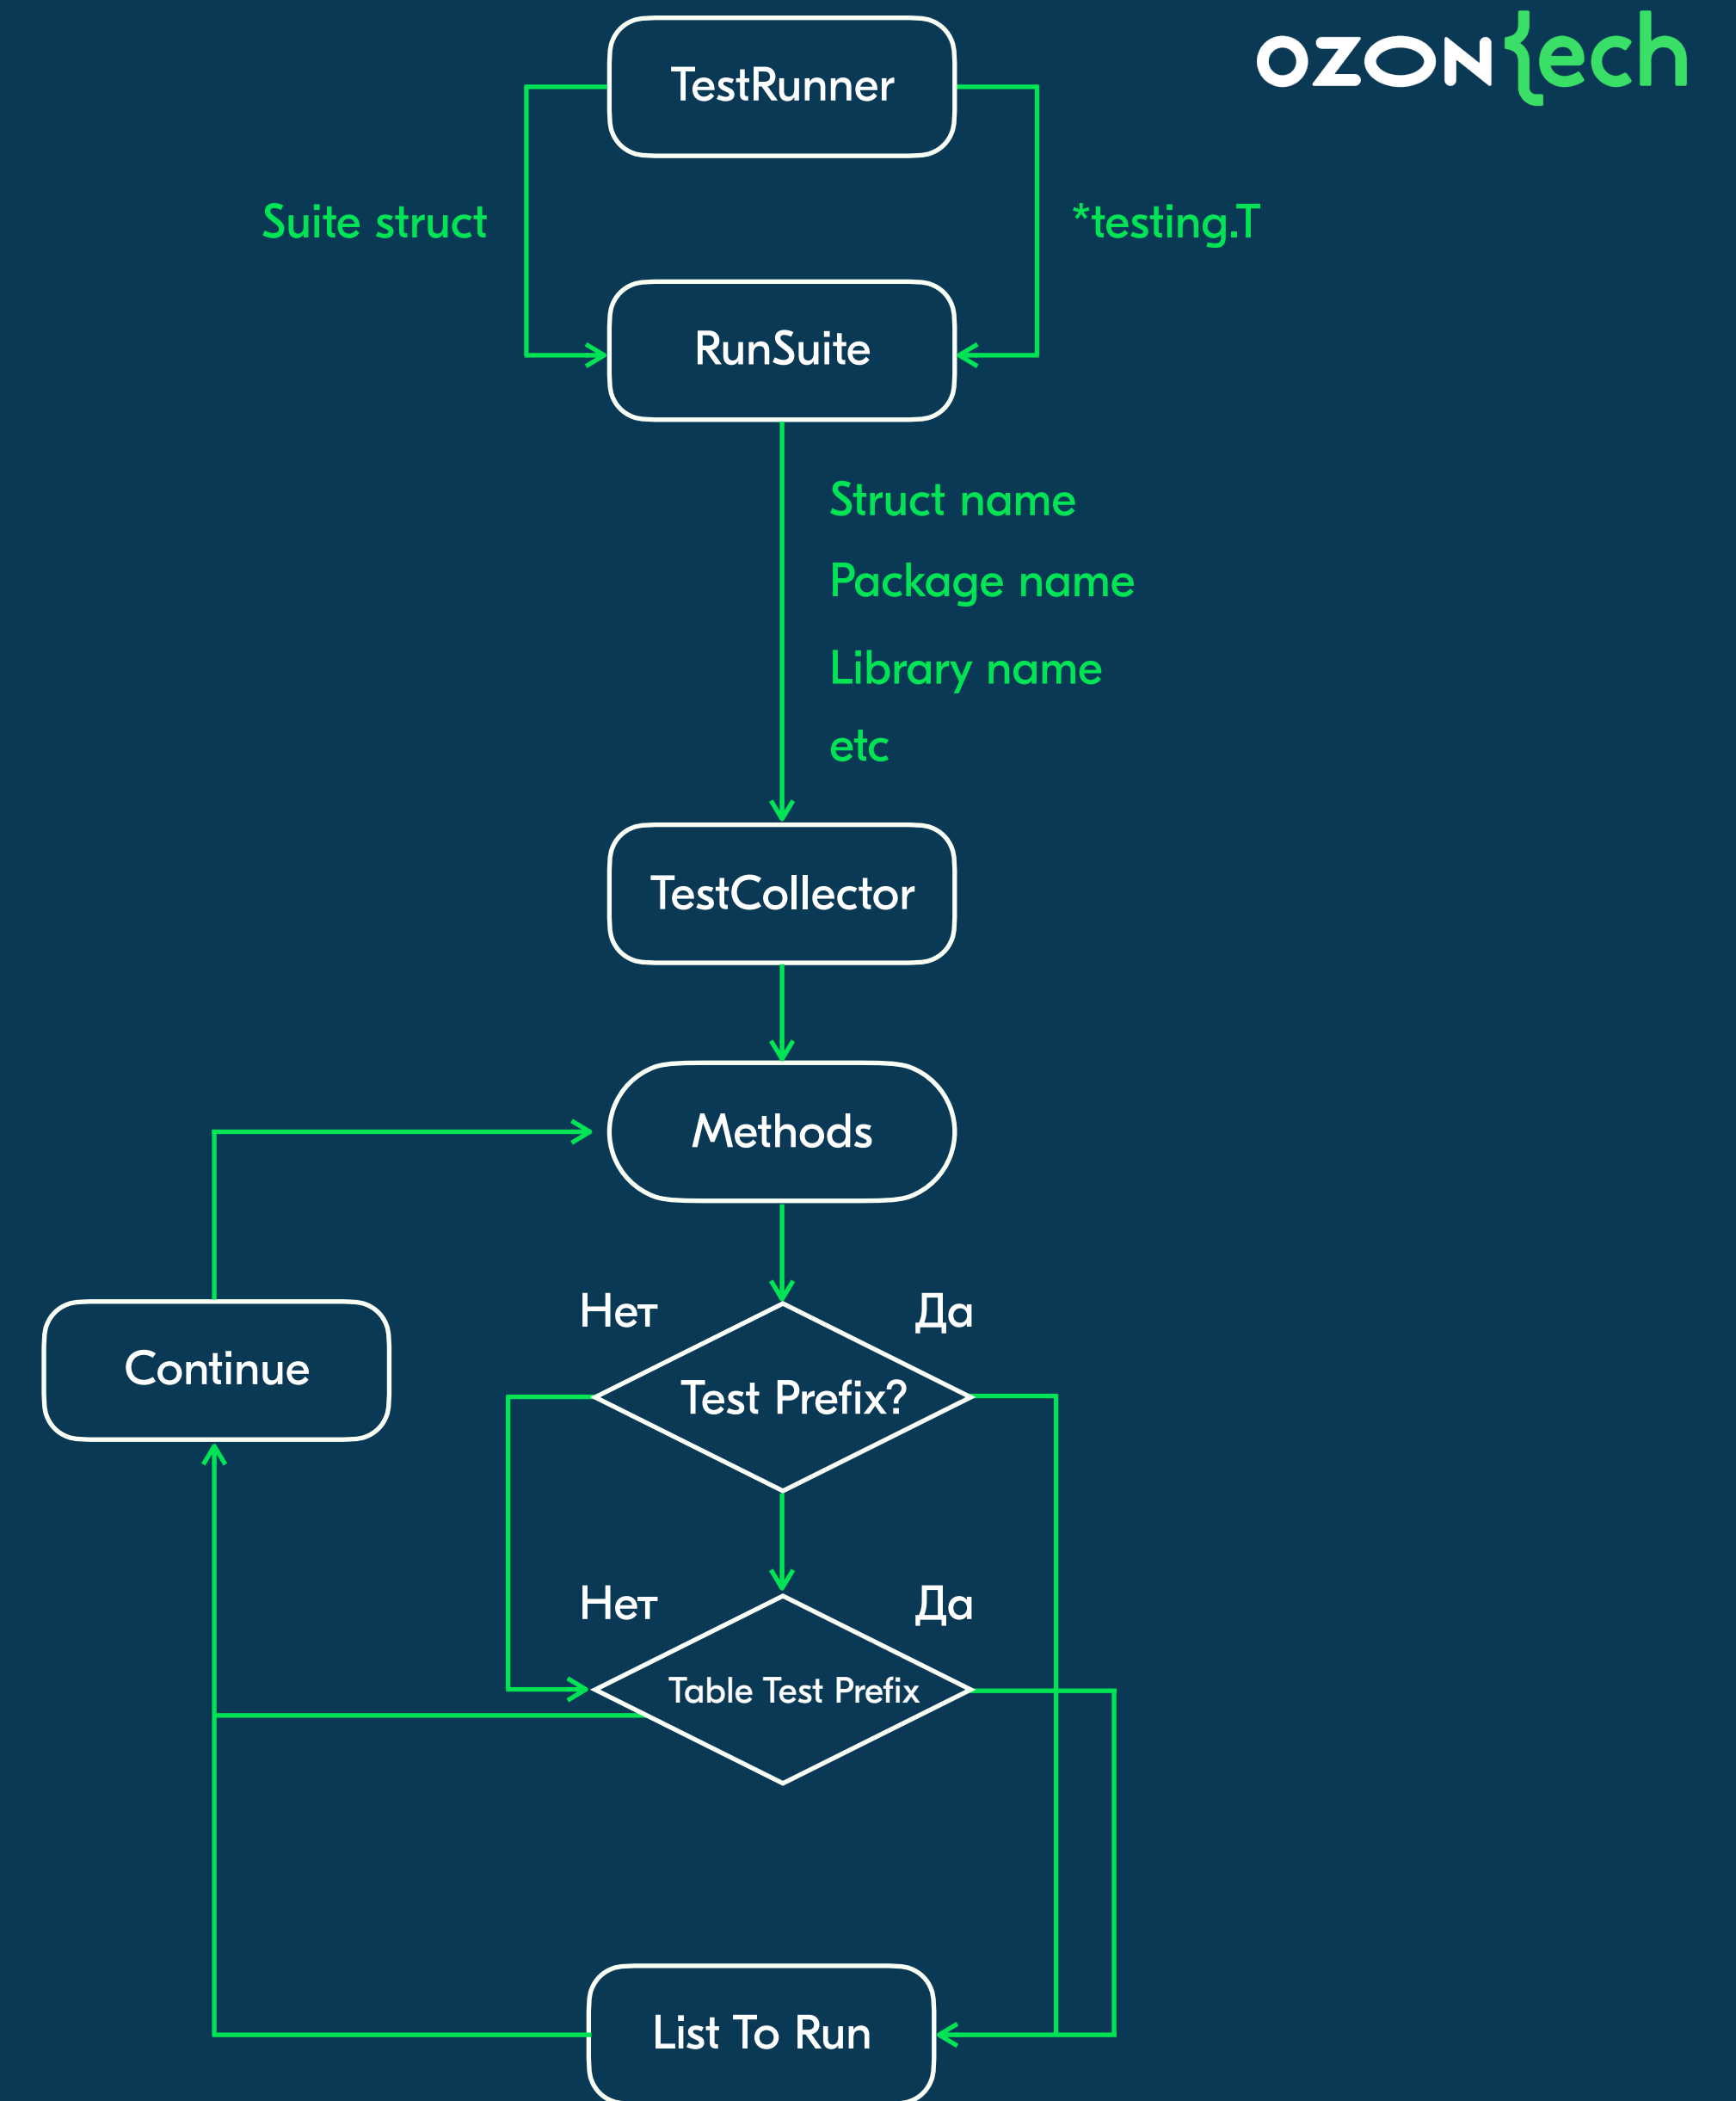 TestRunner
ozon{ech
Suite struct
*testing.T
RunSuite
Struct name
Package name
Library name
etc
TestCollector
Methods
Нет
Да
Continue
Test Prefix?
Нет
Да
Table Test Prefix
List To Run